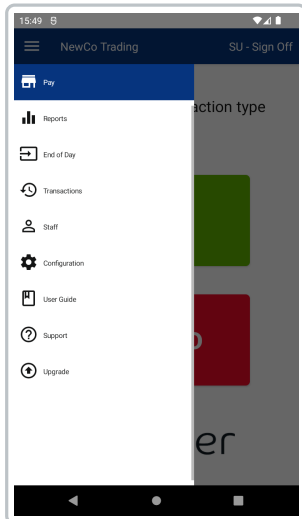 15:49
NewCo Trading
SU - Sign Off
Pay
action type
Reports
End of Day
Transactions
Staff
Configuration
User Guide
Support
Upgrade
er